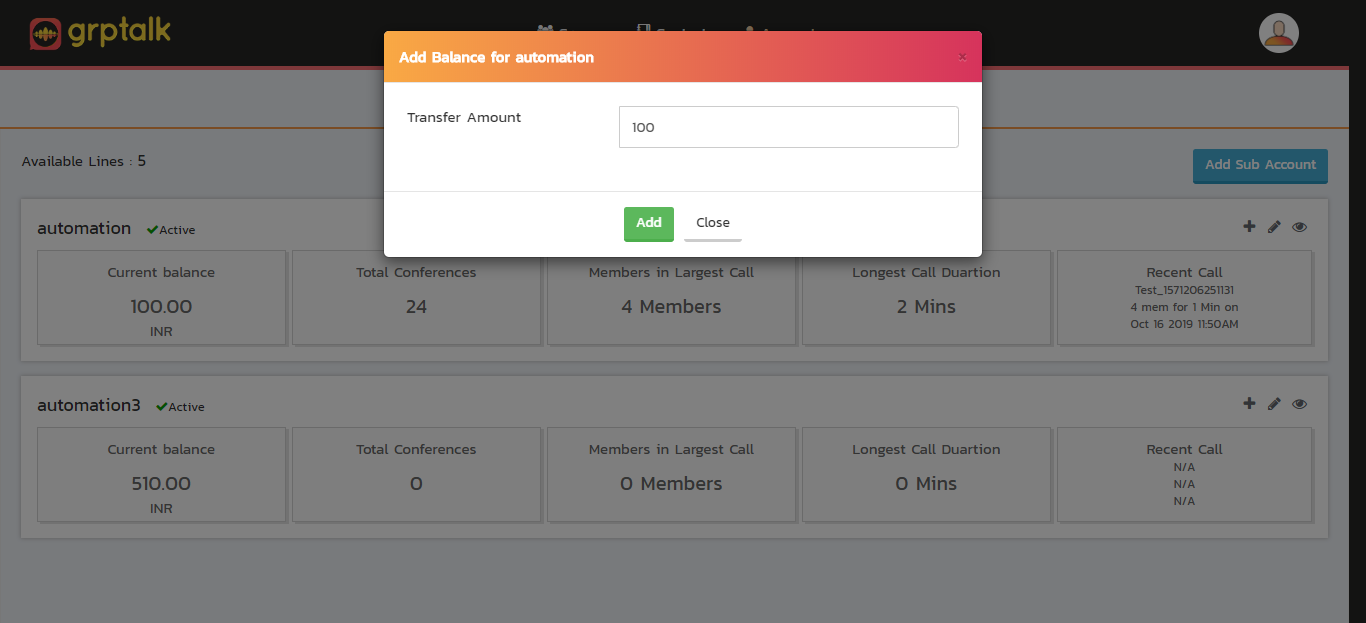 grptalk
Add Balance for automation
×
Transfer Amount
100
Add
Close
Available Lines : 5
Add Sub Account
automation
Active
Current balance
100.00
INR
Total Conferences
24
Members in Largest Call
4 Members
Longest Call Duartion
2 Mins
Recent Call
Test_1571206251131
4 mem for 1 Min on
Oct 16 2019 11:50AM
automation3
Active
Current balance
510.00
INR
Total Conferences
0
Members in Largest Call
0 Members
Longest Call Duartion
0 Mins
Recent Call
N/A
N/A
N/A